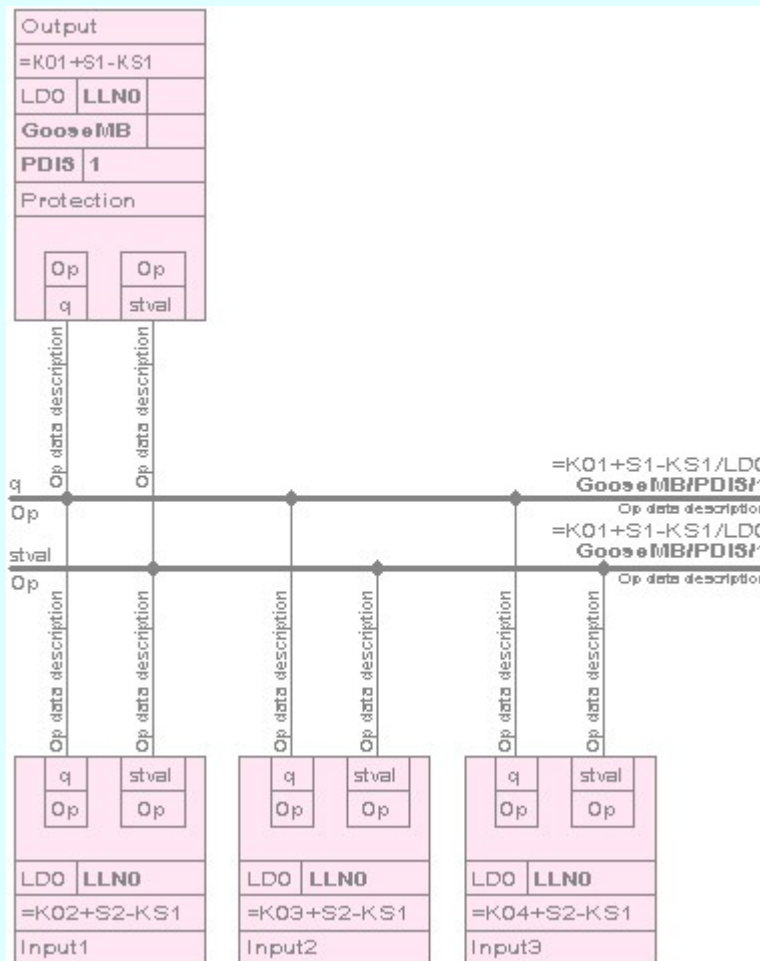 Output
=K01+S1-KS1
LD0 LLN0
GooseMB
PDIS 1
Protection
Op Op
q stval
Op data description Op data description
=K01+S1-KS1/LD0
q GooseMB/PDIS/1
Op Op data description
=K01+S1-KS1/LD0
stval GooseMB/PDIS/1
Op Op data description
Op data description Op data description Op data description Op data description Op data description Op data description
q stval q stval q stval
Op Op Op Op Op Op
LD0 LLN0 LD0 LLN0 LD0 LLN0
=K02+S2-KS1 =K03+S2-KS1 =K04+S2-KS1
Input1 Input2 Input3